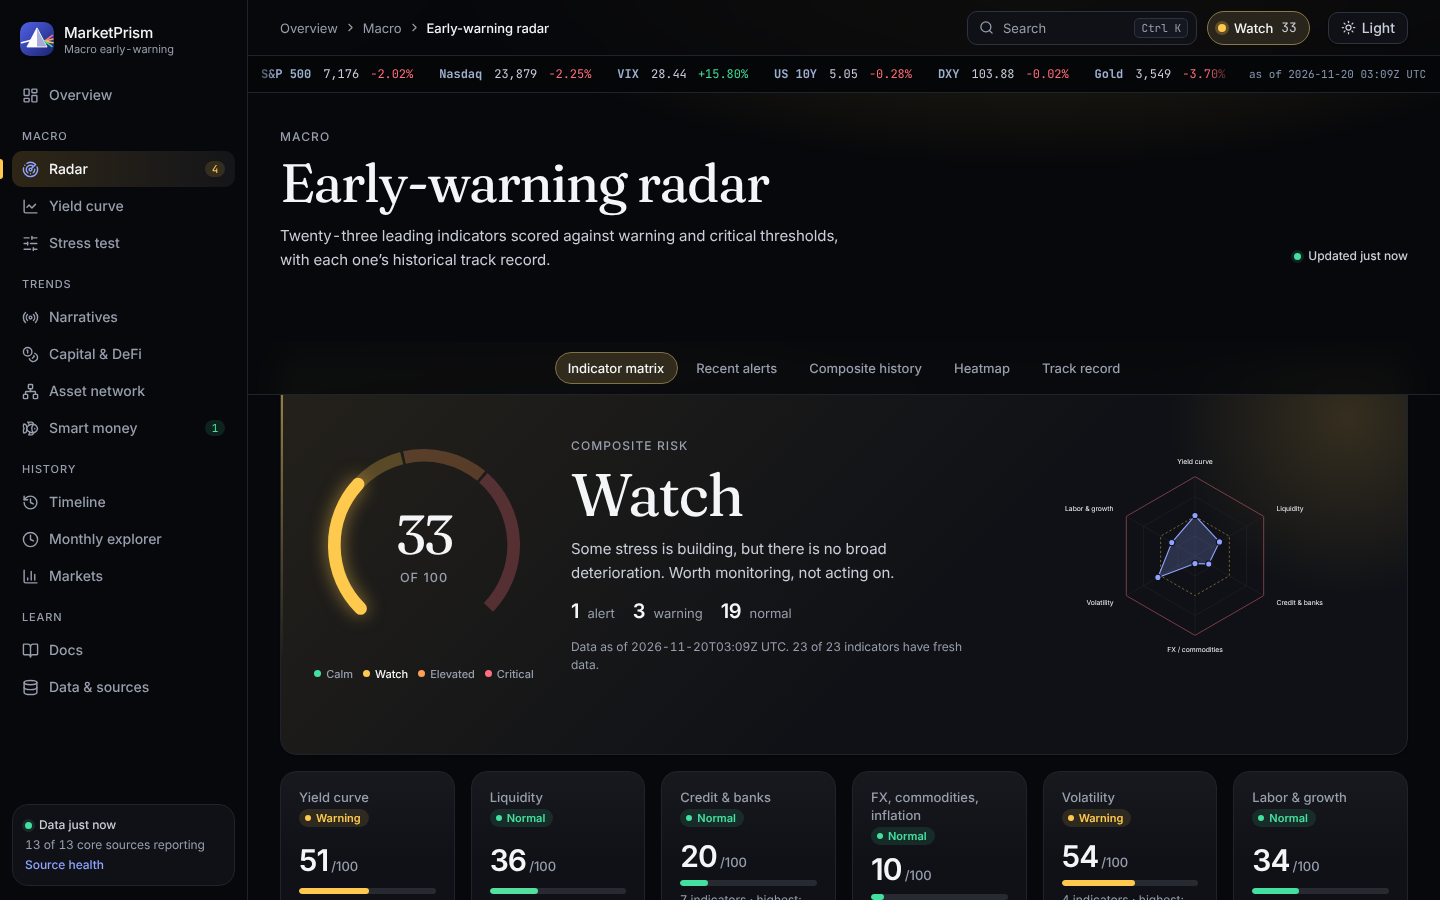 MarketPrism
Macro early-warning
Overview
MACRO
Radar 4
Yield curve
Stress test
TRENDS
Narratives
Capital & DeFi
Asset network
Smart money 1
HISTORY
Timeline
Monthly explorer
Markets
LEARN
Docs
Data & sources
Data just now
13 of 13 core sources reporting
Source health
Overview > Macro > Early-warning radar
Search Ctrl K
Watch 33
Light
S&P 500 7,176 -2.02% Nasdaq 23,879 -2.25% VIX 28.44 +15.80% US 10Y 5.05 -0.28% DXY 103.88 -0.02% Gold 3,549 -3.70% as of 2026-11-20 03:09Z UTC
MACRO
Early-warning radar
Twenty-three leading indicators scored against warning and critical thresholds,
with each one’s historical track record.
Updated just now
Indicator matrix Recent alerts Composite history Heatmap Track record
33
OF 100
Calm Watch Elevated Critical
COMPOSITE RISK
Watch
Some stress is building, but there is no broad
deterioration. Worth monitoring, not acting on.
1 alert 3 warning 19 normal
Data as of 2026-11-20T03:09Z UTC. 23 of 23 indicators have fresh
data.
Yield curve
Labor & growth
Liquidity
Volatility
Credit & banks
FX / commodities
Yield curve
Warning
51/100
Liquidity
Normal
36/100
Credit & banks
Normal
20/100
7 indicators · highest:
FX, commodities,
inflation
Normal
10/100
Volatility
Warning
54/100
4 indicators · highest:
Labor & growth
Normal
34/100